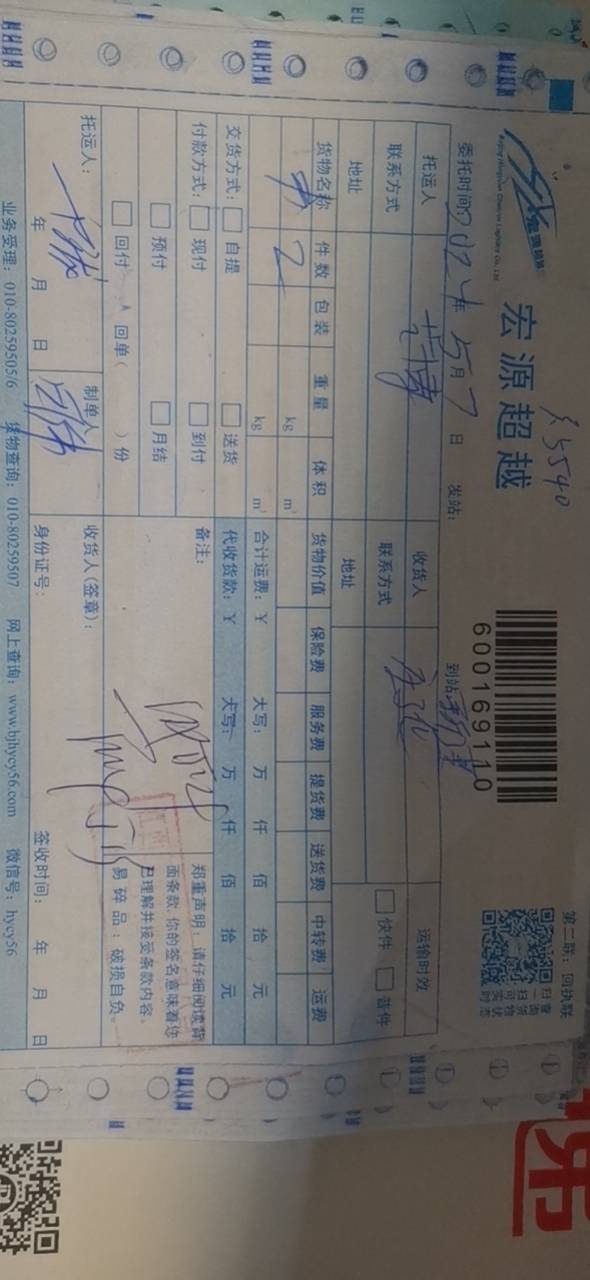 宏源超越
5540
600169110
第二联：回执联
委托时间：2024年5月7日 发站： 到站
托运人 收货人 运输时效
联系方式 联系方式 快件 普件
地址 地址
货物名称 件数 包装 重量 体积 货物价值 保险费 服务费 提货费 送货费 中转费 运费
2 kg m³
kg m³ 合计运费：￥ 大写： 万 仟 佰 拾 元
交货方式： 自提 送货 代收货款：￥ 大写： 万 仟 佰 拾 元
付款方式： 现付 到付 备注： 郑重声明：请仔细阅读背
预付 月结 面条款，你的签名意味着您
回付 回单（ ）份 已理解并接受条款内容。
易碎品：破损自负。
托运人： 制单人 收货人(签章)：
年 月 日 身份证号： 签收时间： 年 月 日
业务受理：010-80259505/6 货物查询：010-80259507 网上查询：www.bjhycy56.com 微信号：hycy56